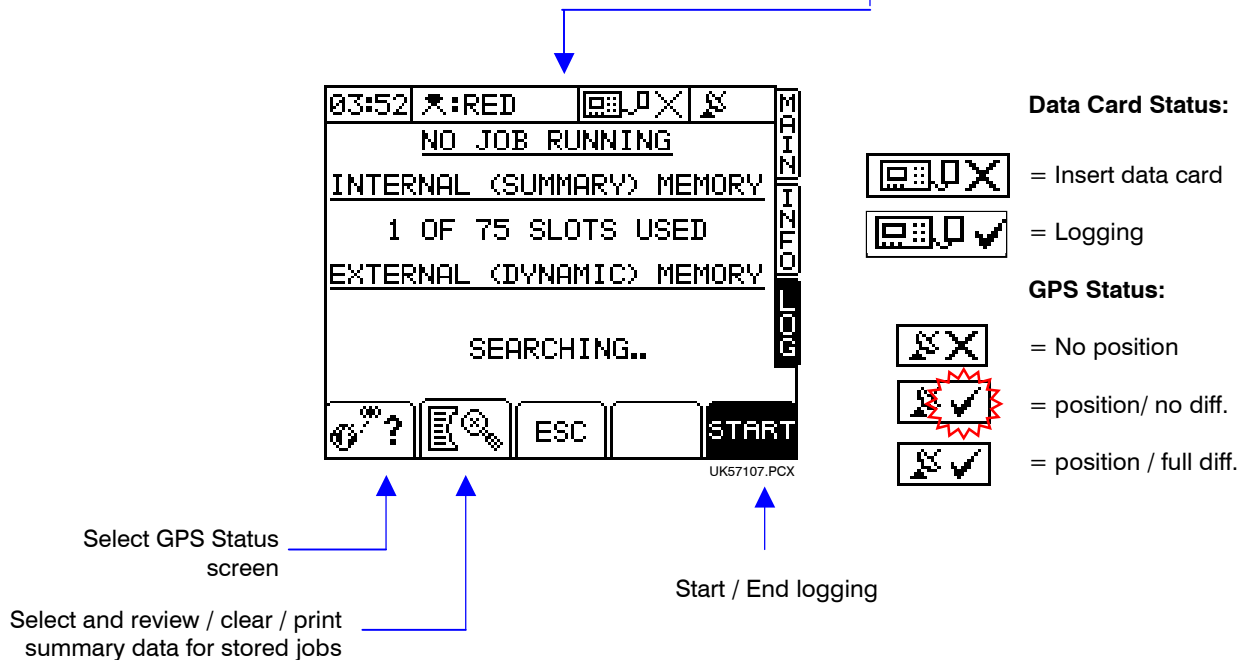 03:52 :RED
NO JOB RUNNING
INTERNAL (SUMMARY) MEMORY
1 OF 75 SLOTS USED
EXTERNAL (DYNAMIC) MEMORY
SEARCHING..
MAIN
INFO
LOG
? ESC START
UK57107.PCX
Select GPS Status
screen
Select and review / clear / print
summary data for stored jobs
Start / End logging
Data Card Status:
= Insert data card
= Logging
GPS Status:
= No position
= position/ no diff.
= position / full diff.